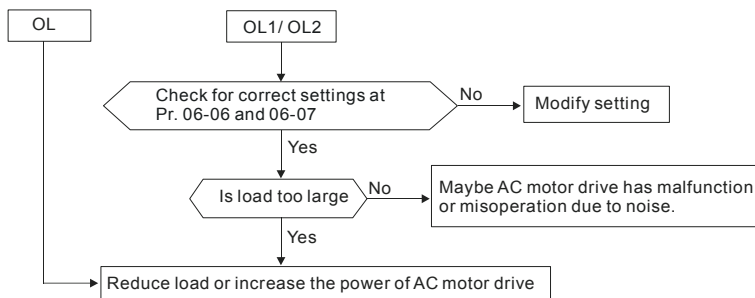 OL
OL1/ OL2
Check for correct settings at
Pr. 06-06 and 06-07
No
Modify setting
Yes
Is load too large
No
Maybe AC motor drive has malfunction
or misoperation due to noise.
Yes
Reduce load or increase the power of AC motor drive